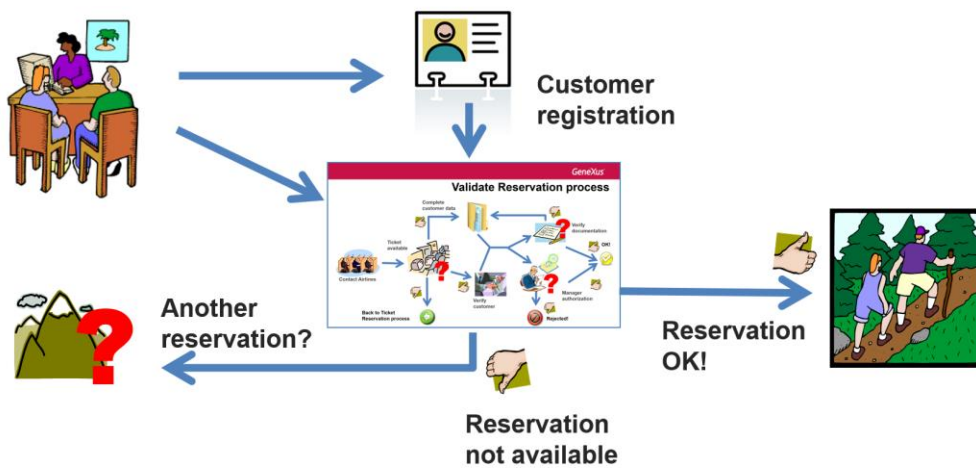 Customer
registration
GeneXus
Validate Reservation process
Complete
customer data
Verify
documentation
Ticket
available
OK!
Contact Airlines
Verify
customer
Manager
authorization
Back to Ticket
Reservation process
Rejected!
Another
reservation?
Reservation
OK!
Reservation
not available